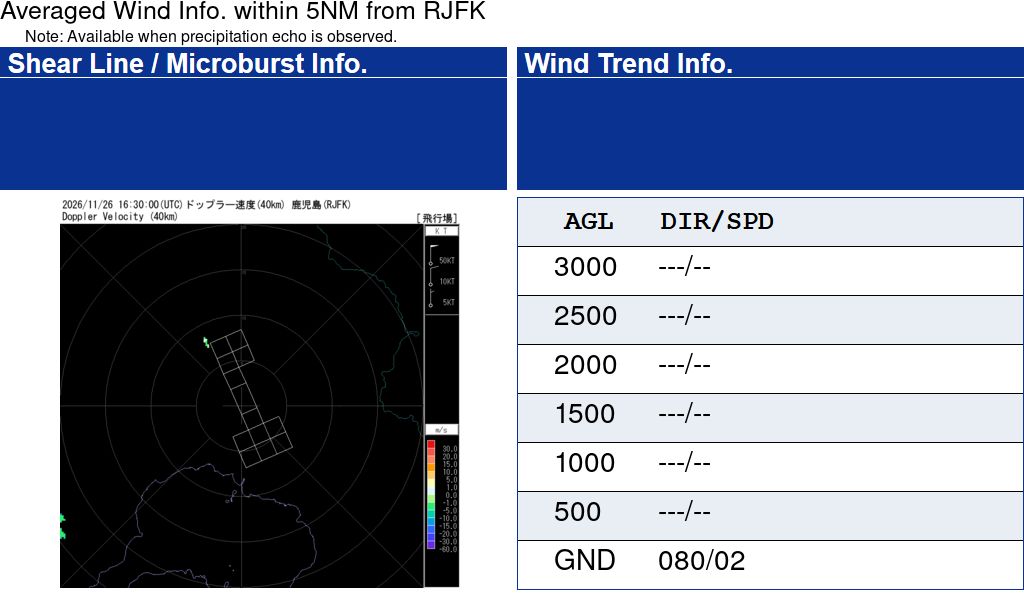 Averaged Wind Info. within 5NM from RJFK
Note: Available when precipitation echo is observed.
Shear Line / Microburst Info.
Wind Trend Info.
2026/11/26 16:30:00(UTC) ドップラー速度(40km) 鹿児島(RJFK)
Doppler Velocity (40km)
[飛行場]
KT
50KT
10KT
5KT
m/s
30.0
20.0
15.0
10.0
5.0
1.0
0.0
-1.0
-5.0
-10.0
-15.0
-20.0
-30.0
-60.0
AGL DIR/SPD
3000 ---/--
2500 ---/--
2000 ---/--
1500 ---/--
1000 ---/--
500 ---/--
GND 080/02